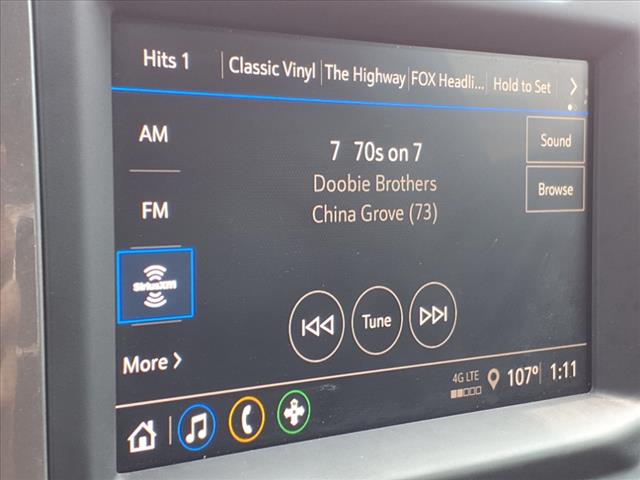 Hits 1
Classic Vinyl
The Highway
FOX Headli...
Hold to Set
AM
7 70s on 7
Sound
Doobie Brothers
Browse
FM
China Grove (73)
SiriusXM
Tune
More
4G LTE
107° 1:11